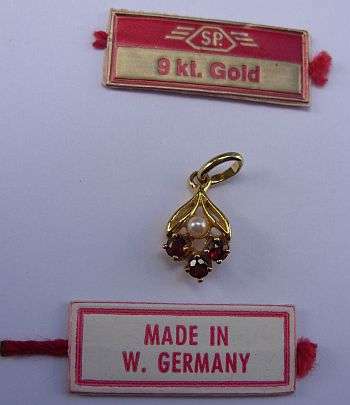 SP.
9 kt. Gold
MADE IN
W. GERMANY